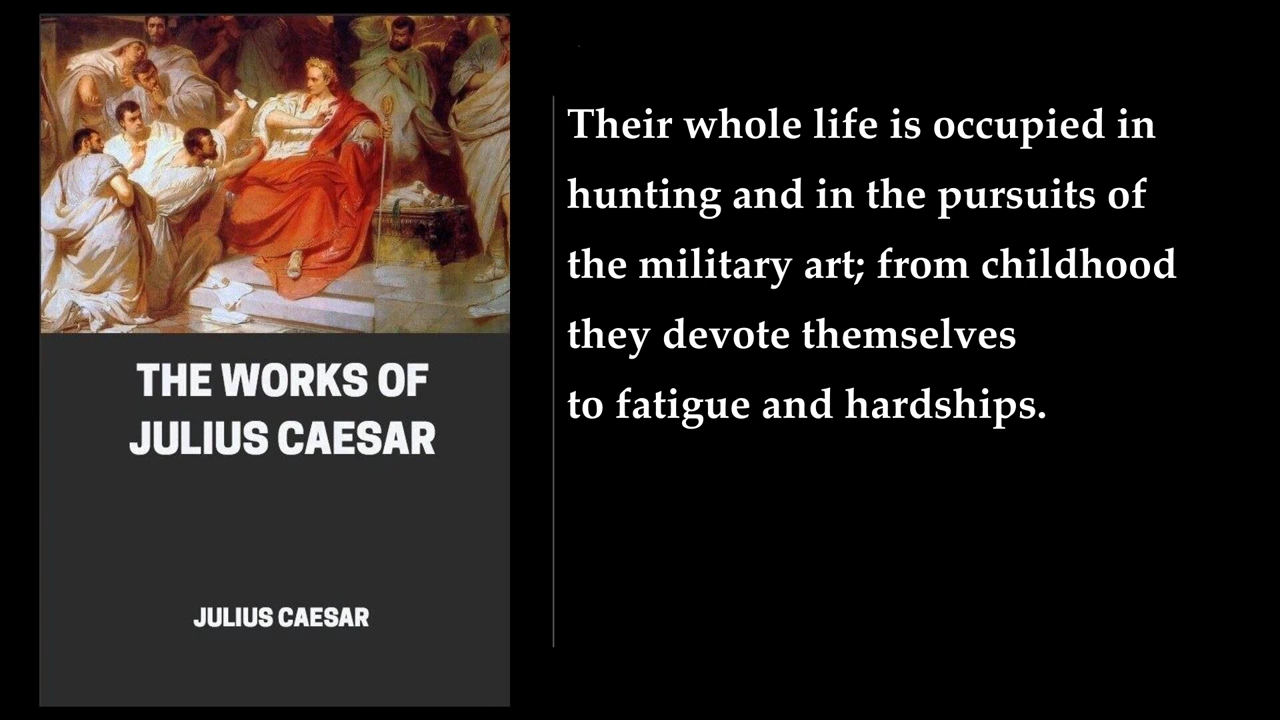 THE WORKS OF
JULIUS CAESAR
JULIUS CAESAR
Their whole life is occupied in
hunting and in the pursuits of
the military art; from childhood
they devote themselves
to fatigue and hardships.